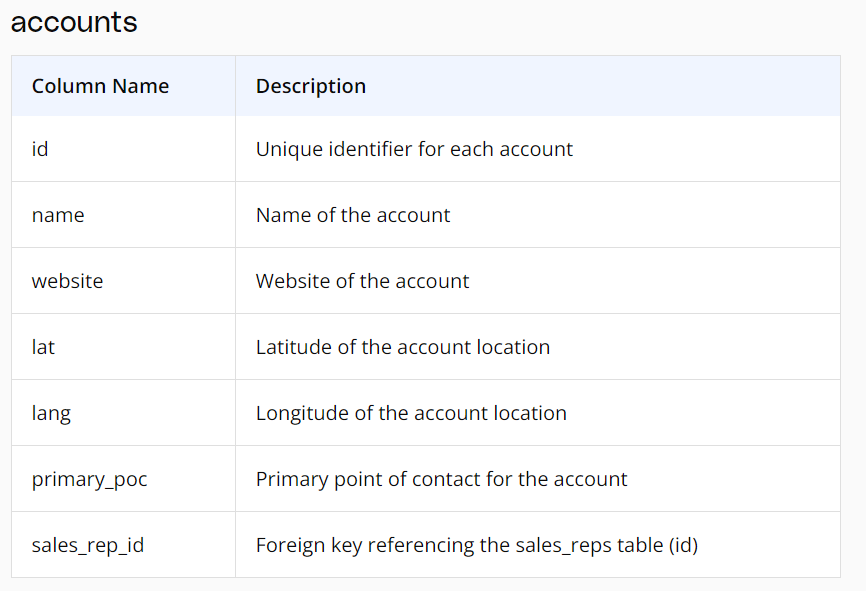 accounts
Column Name Description
id Unique identifier for each account
name Name of the account
website Website of the account
lat Latitude of the account location
lang Longitude of the account location
primary_poc Primary point of contact for the account
sales_rep_id Foreign key referencing the sales_reps table (id)